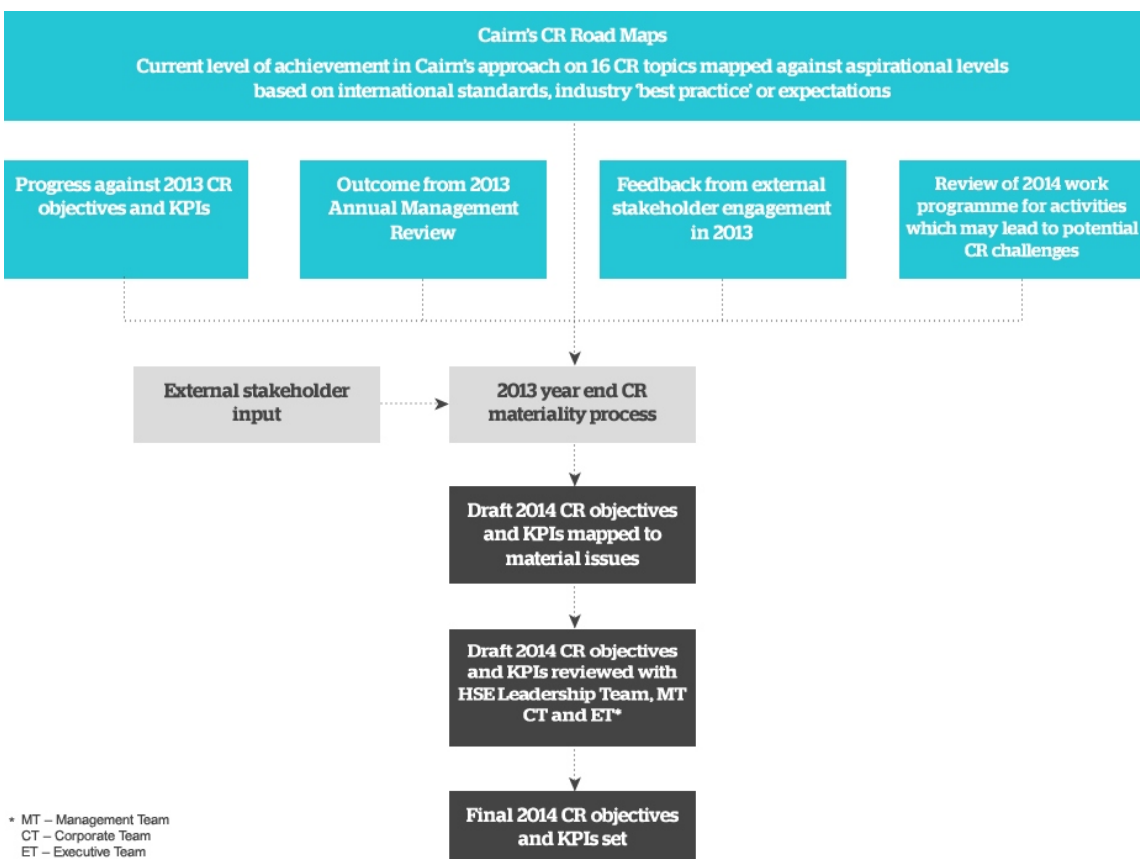 Cairn's CR Road Maps
Current level of achievement in Cairn's approach on 16 CR topics mapped against aspirational levels
based on international standards, industry 'best practice' or expectations
Progress against 2013 CR
objectives and KPIs
Outcome from 2013
Annual Management
Review
Feedback from external
stakeholder engagement
in 2013
Review of 2014 work
programme for activities
which may lead to potential
CR challenges
External stakeholder
input
2013 year end CR
materiality process
Draft 2014 CR objectives
and KPIs mapped to
material issues
Draft 2014 CR objectives
and KPIs reviewed with
HSE Leadership Team, MT
CT and ET*
Final 2014 CR objectives
and KPIs set
* MT – Management Team
CT – Corporate Team
ET – Executive Team